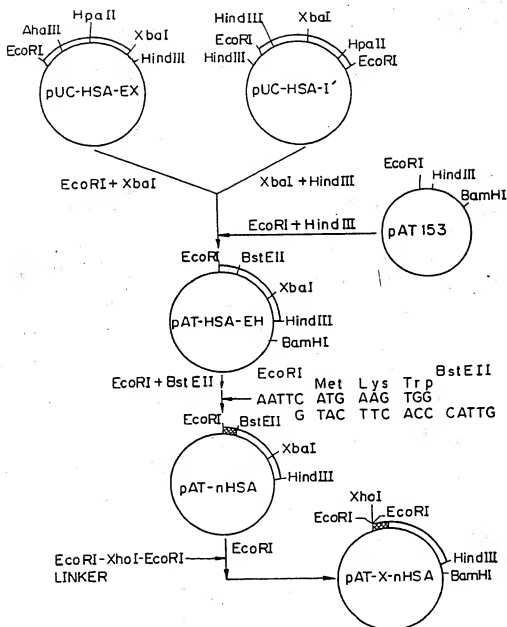 HpaII
AhaIII
XbaI
EcoRI
HindIII
pUC-HSA-EX
HindIII
XbaI
EcoRI
HpaII
HindIII
EcoRI
pUC-HSA-I′
EcoRI + XbaI
XbaI + HindIII
EcoRI
HindIII
BamHI
EcoRI + HindIII
pAT 153
EcoRI
BstEII
XbaI
pAT-HSA-EH
HindIII
BamHI
EcoRI + BstEII
EcoRI
BstEII
Met Lys Trp
AATTC ATG AAG TGG
G TAC TTC ACC CATTG
EcoRI
BstEII
XbaI
pAT-nHSA
HindIII
XhoI
EcoRI
EcoRI
EcoRI-XhoI-EcoRI
LINKER
EcoRI
HindIII
BamHI
pAT-X-nHSA